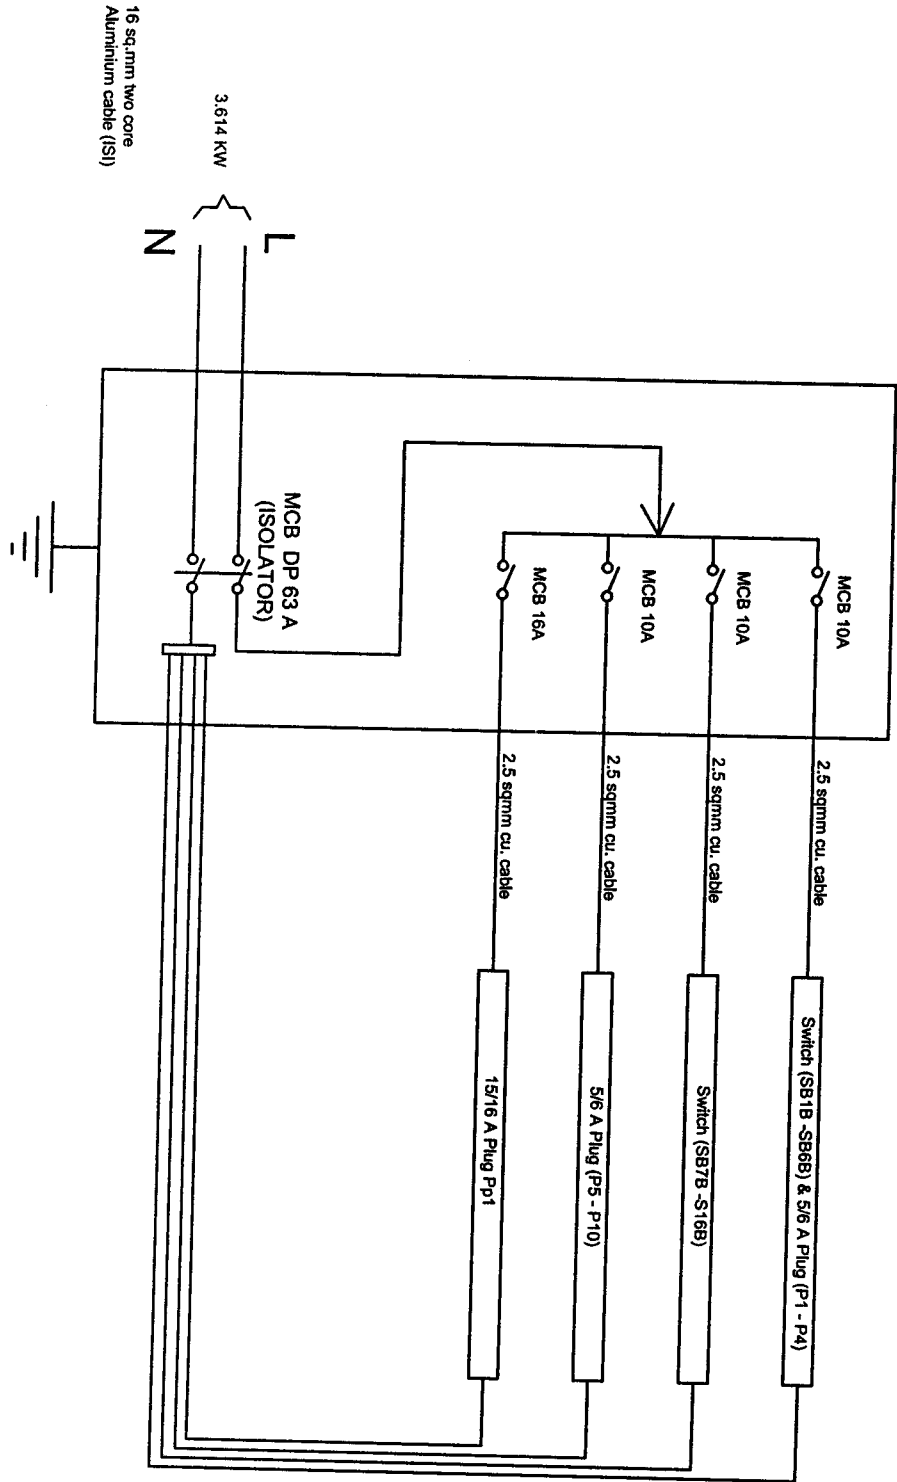 16 sq.mm two core
Aluminium cable (ISI)
3.614 KW
L
N
MCB DP 63 A
(ISOLATOR)
MCB 10A
2.5 sqmm cu. cable
Switch (SB1B -SB6B) & 5/6 A Plug (P1 - P4)
MCB 10A
2.5 sqmm cu. cable
Switch (SB7B -S16B)
MCB 10A
2.5 sqmm cu. cable
5/6 A Plug (P5 - P10)
MCB 16A
2.5 sqmm cu. cable
15/16 A Plug Pp1